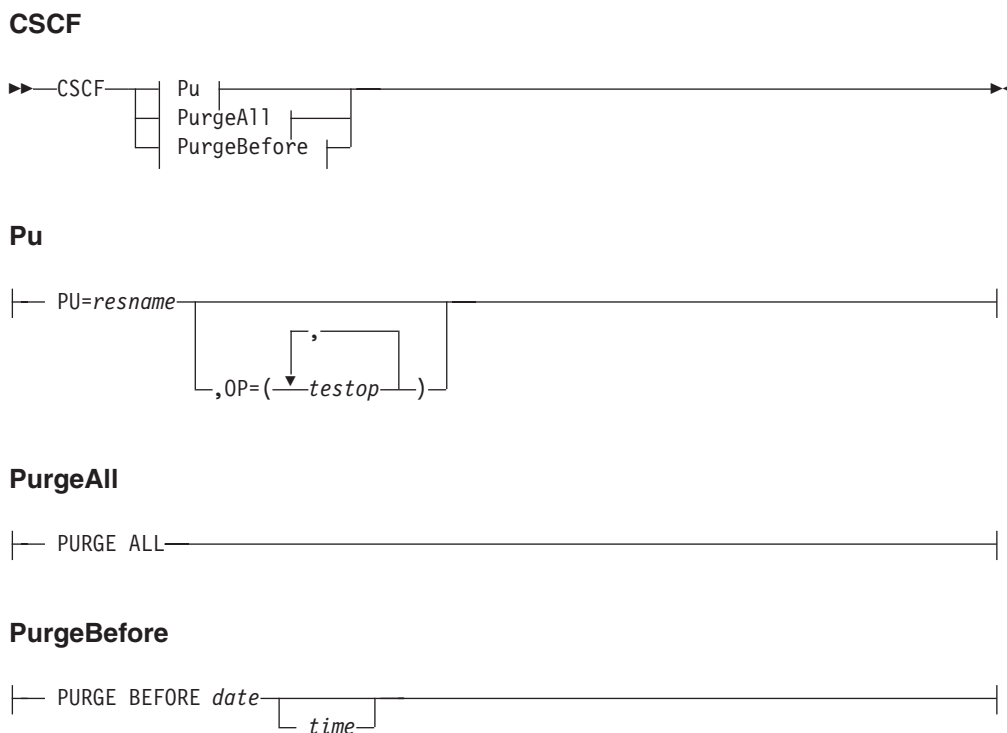 CSCF
CSCF Pu
PurgeAll
PurgeBefore
Pu
PU=resname
,
,OP=( testop )
PurgeAll
PURGE ALL
PurgeBefore
PURGE BEFORE date
time